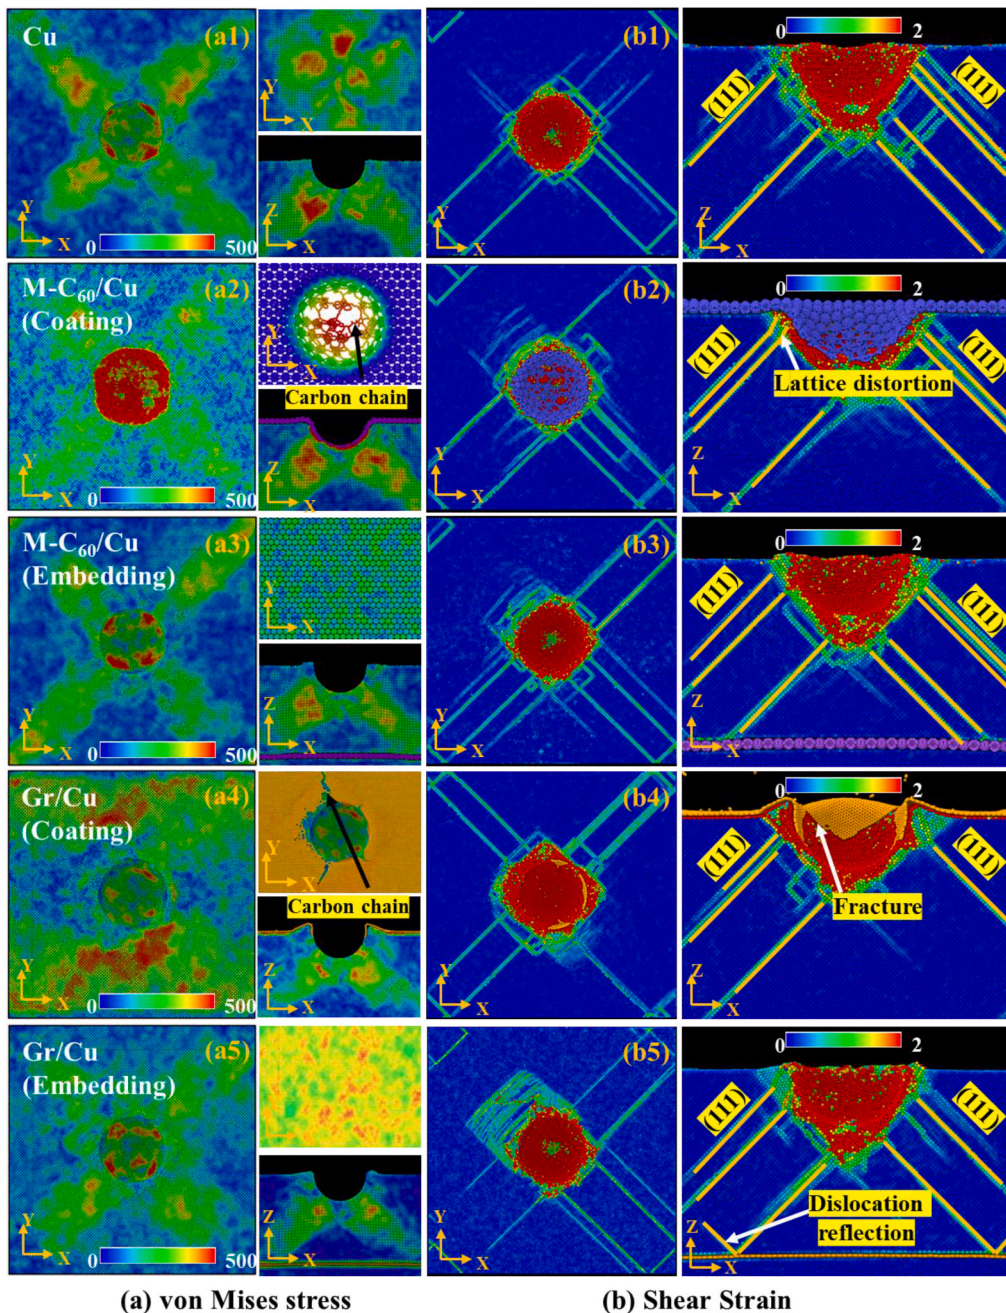 Cu (a1) (b1) 0 2
(111) (111)
Y Y Z
X X X
Z
X
Y
X 0 500
M-C60/Cu (a2) (b2) 0 2
(Coating)
(111) (111)
Lattice distortion
Carbon chain
Y Y Y Z
X X X X
Z
X
0 500
M-C60/Cu (a3) (b3) 0 2
(Embedding)
(111) (111)
Y Y Y Z
X X X X
Z
X
0 500
Gr/Cu (a4) (b4) 0 2
(Coating)
(111) (111)
Fracture
Carbon chain
Y Y Y Z
X X X X
Z
X
0 500
Gr/Cu (a5) (b5) 0 2
(Embedding)
(111) (111)
Dislocation
reflection
Y Y Z
X X X
Z
X
0 500
(a) von Mises stress (b) Shear Strain